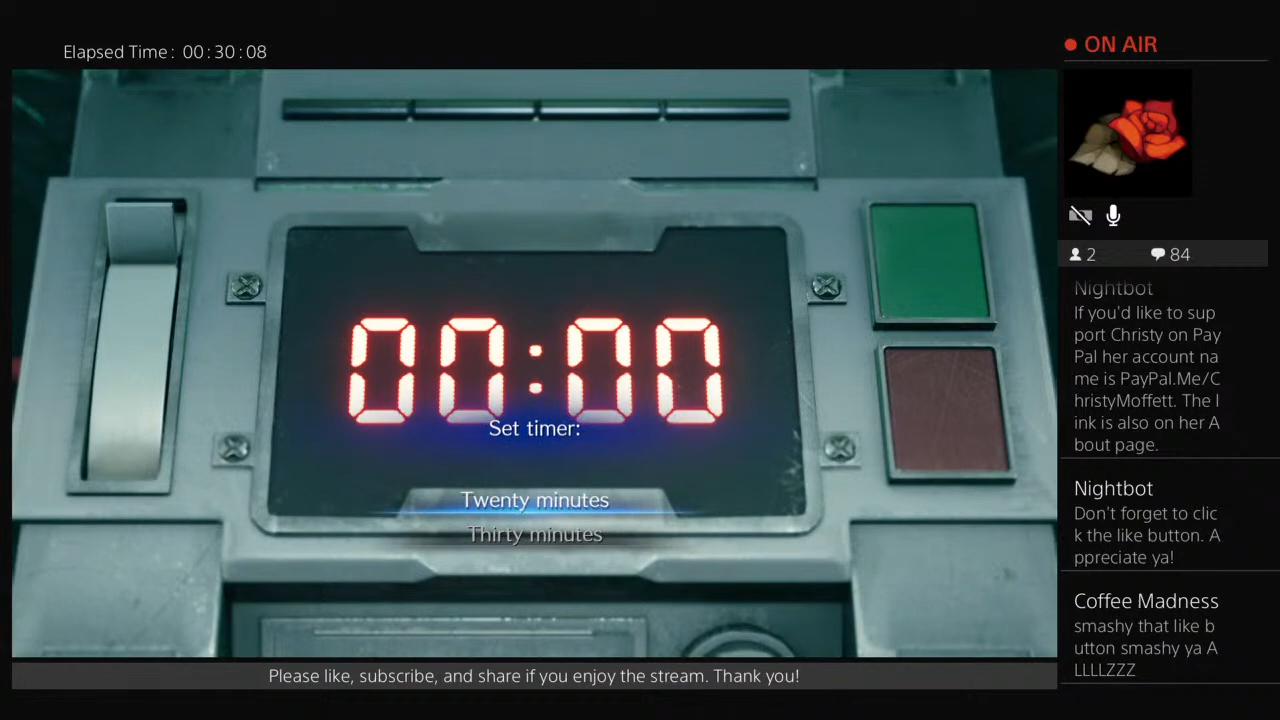 Elapsed Time: 00:30:08
ON AIR
00:00
Set timer:
Twenty minutes
Thirty minutes
2
84
Nightbot
If you'd like to sup
port Christy on Pay
Pal her account na
me is PayPal.Me/C
hristyMoffett. The l
ink is also on her A
bout page.
Nightbot
Don't forget to clic
k the like button. A
ppreciate ya!
Coffee Madness
smashy that like b
utton smashy ya A
LLLLZZZ
Please like, subscribe, and share if you enjoy the stream. Thank you!